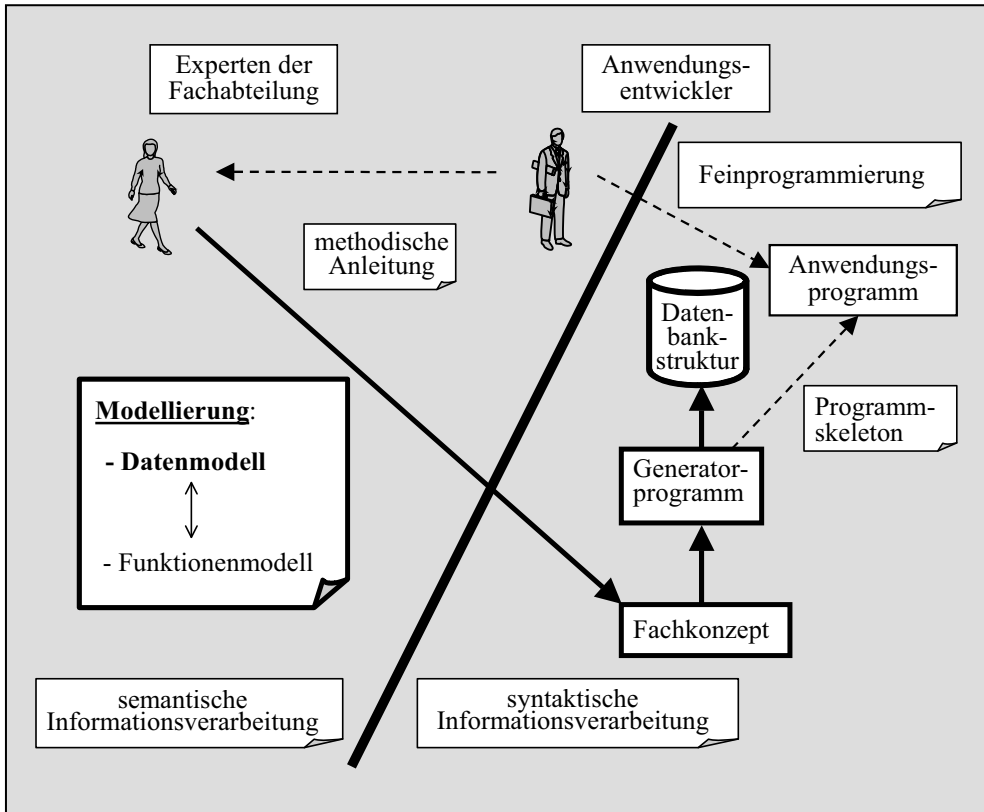 Experten der
Fachabteilung
Anwendungs-
entwickler
Feinprogrammierung
methodische
Anleitung
Anwendungs-
programm
Daten-
bank-
struktur
Modellierung:
- Datenmodell
- Funktionenmodell
Programm-
skeleton
Generator-
programm
Fachkonzept
semantische
Informationsverarbeitung
syntaktische
Informationsverarbeitung